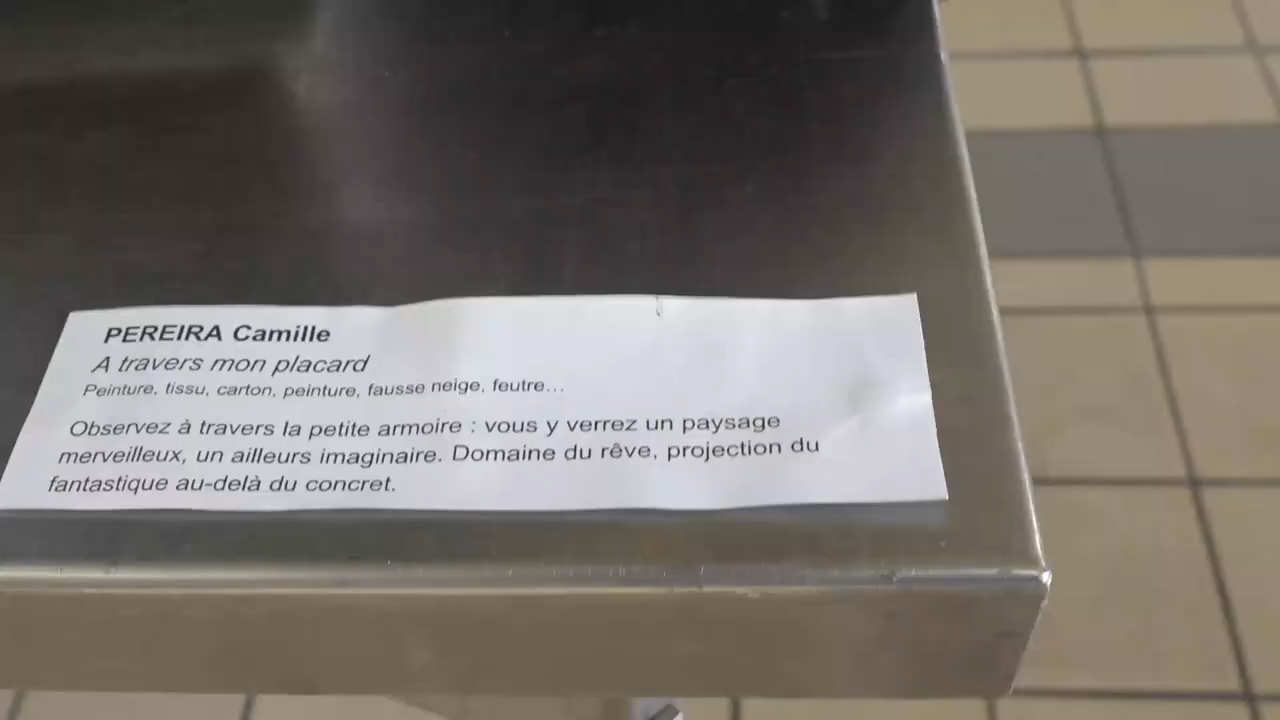 PEREIRA Camille
A travers mon placard
Peinture, tissu, carton, peinture, fausse neige, feutre...
Observez à travers la petite armoire : vous y verrez un paysage
merveilleux, un ailleurs imaginaire. Domaine du rêve, projection du
fantastique au-delà du concret.